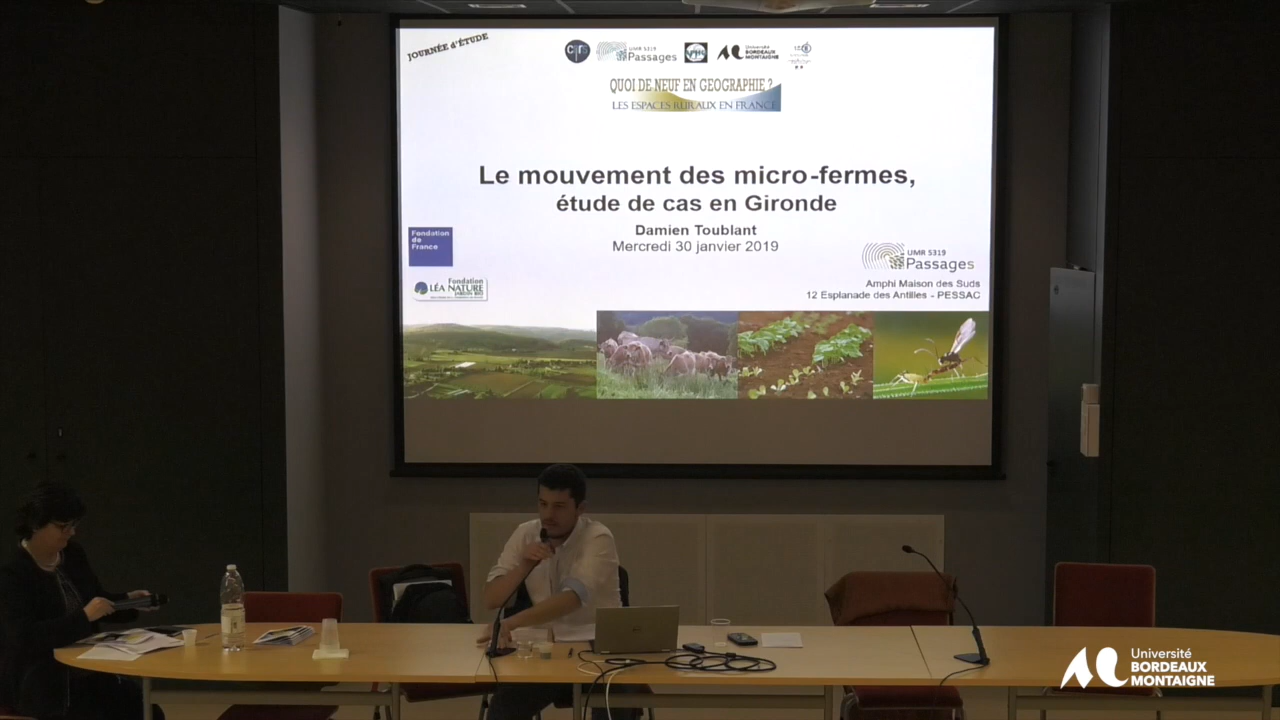 JOURNÉE d'ÉTUDE
cnrs
UMR 5319
Passages
Université
BORDEAUX
MONTAIGNE
QUOI DE NEUF EN GEOGRAPHIE ?
LES ESPACES RURAUX EN FRANCE
Le mouvement des micro-fermes,
étude de cas en Gironde
Damien Toublant
Mercredi 30 janvier 2019
Fondation
de
France
Fondation
LÉA NATURE
UMR 5319
Passages
Amphi Maison des Suds
12 Esplanade des Antilles - PESSAC
Université
BORDEAUX
MONTAIGNE